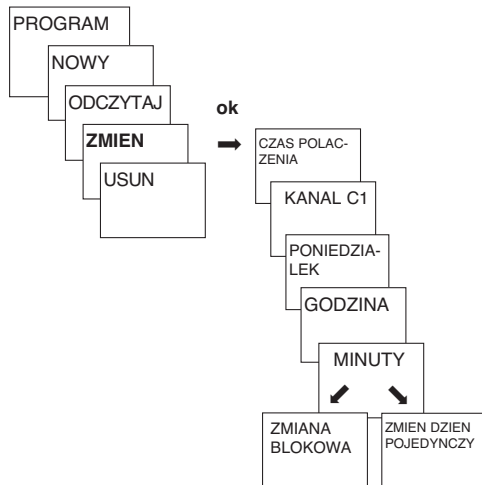 PROGRAM
NOWY
ODCZYTAJ
ZMIEN
USUN
ok
CZAS POLAC-
ZENIA
KANAL C1
PONIEDZIA-
LEK
GODZINA
MINUTY
ZMIANA
BLOKOWA
ZMIEN DZIEN
POJEDYNCZY